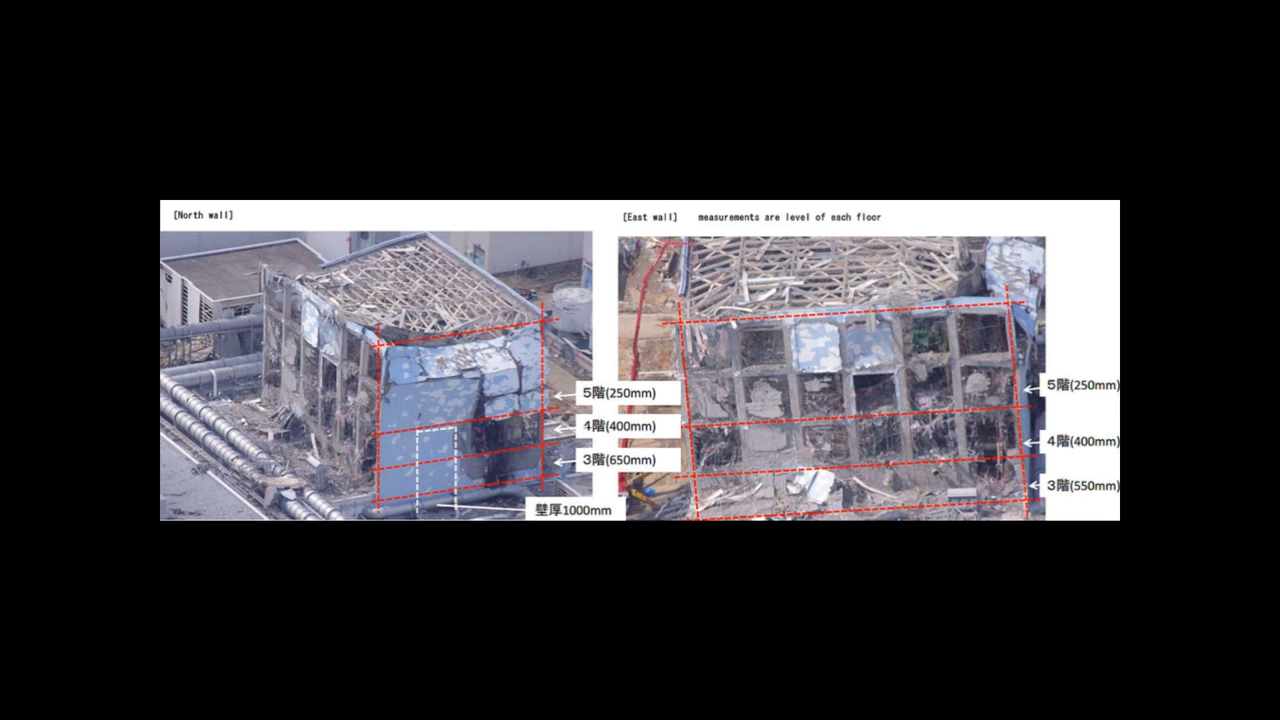 [North wall]
5階(250mm)
4階(400mm)
3階(650mm)
壁厚1000mm
[East wall] measurements are level of each floor
5階(250mm)
4階(400mm)
3階(550mm)